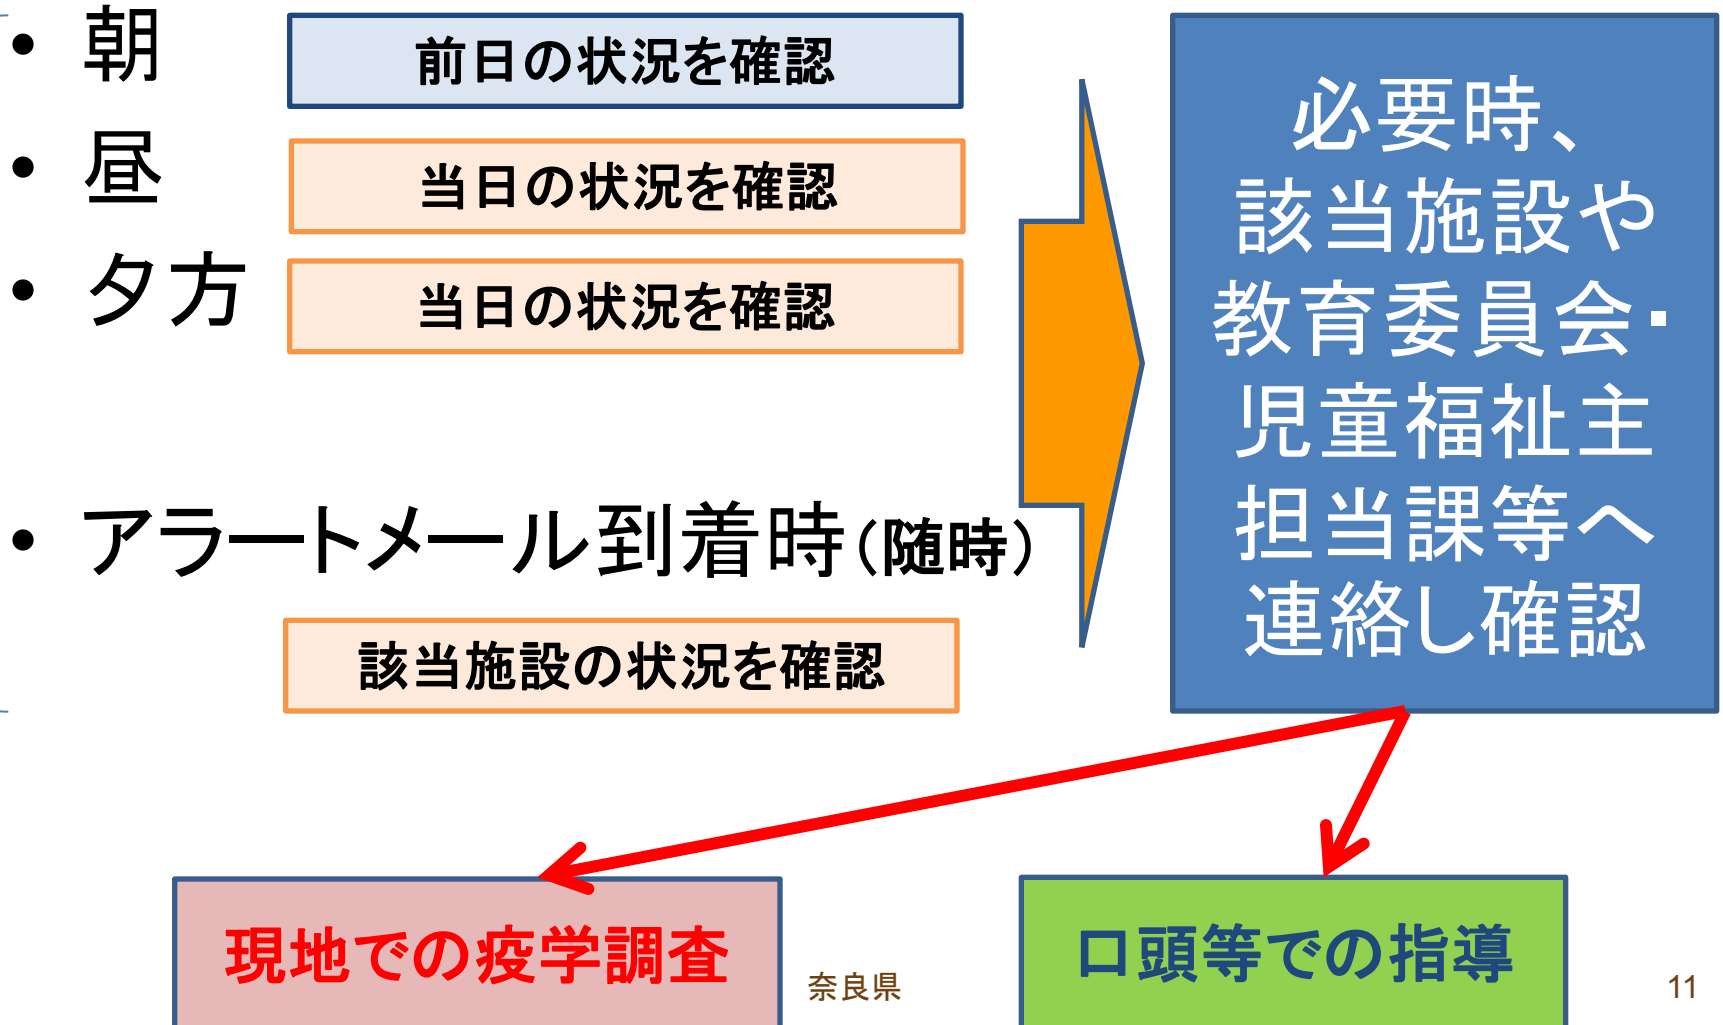 • 朝
前日の状況を確認
• 昼
当日の状況を確認
• 夕方
当日の状況を確認
• アラートメール到着時(随時)
該当施設の状況を確認
必要時、
該当施設や
教育委員会・
児童福祉主
担当課等へ
連絡し確認
現地での疫学調査
口頭等での指導
奈良県
11